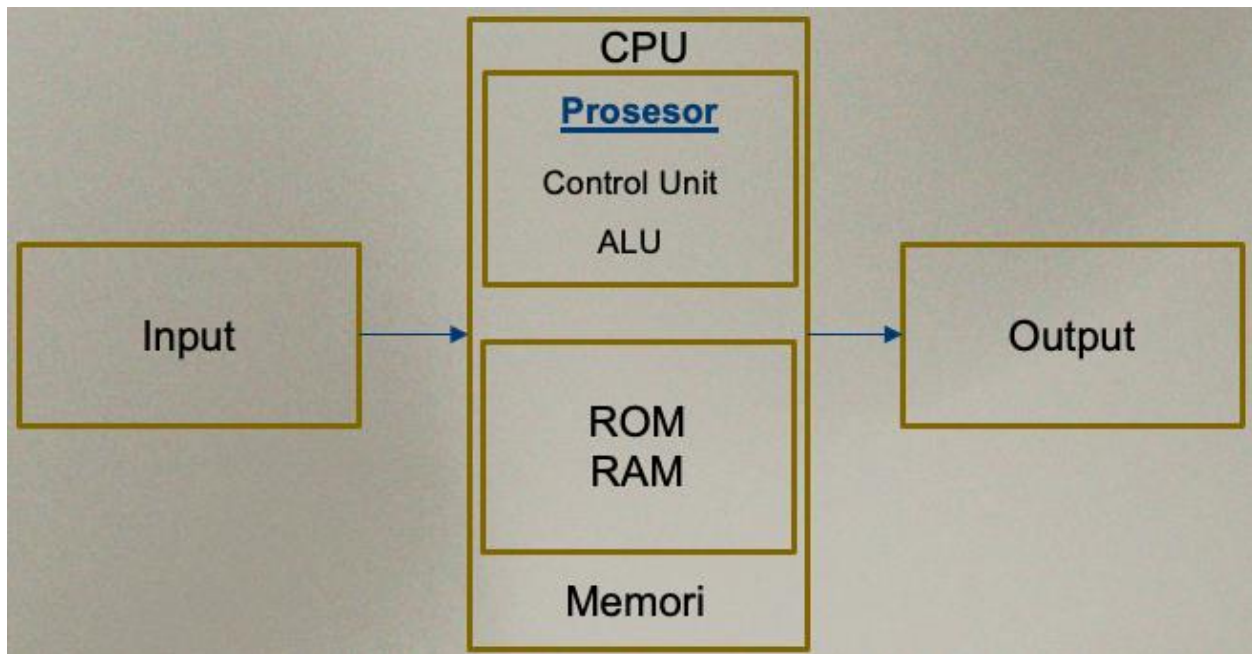 CPU
Prosesor
Control Unit
ALU
Input
Output
ROM
RAM
Memori